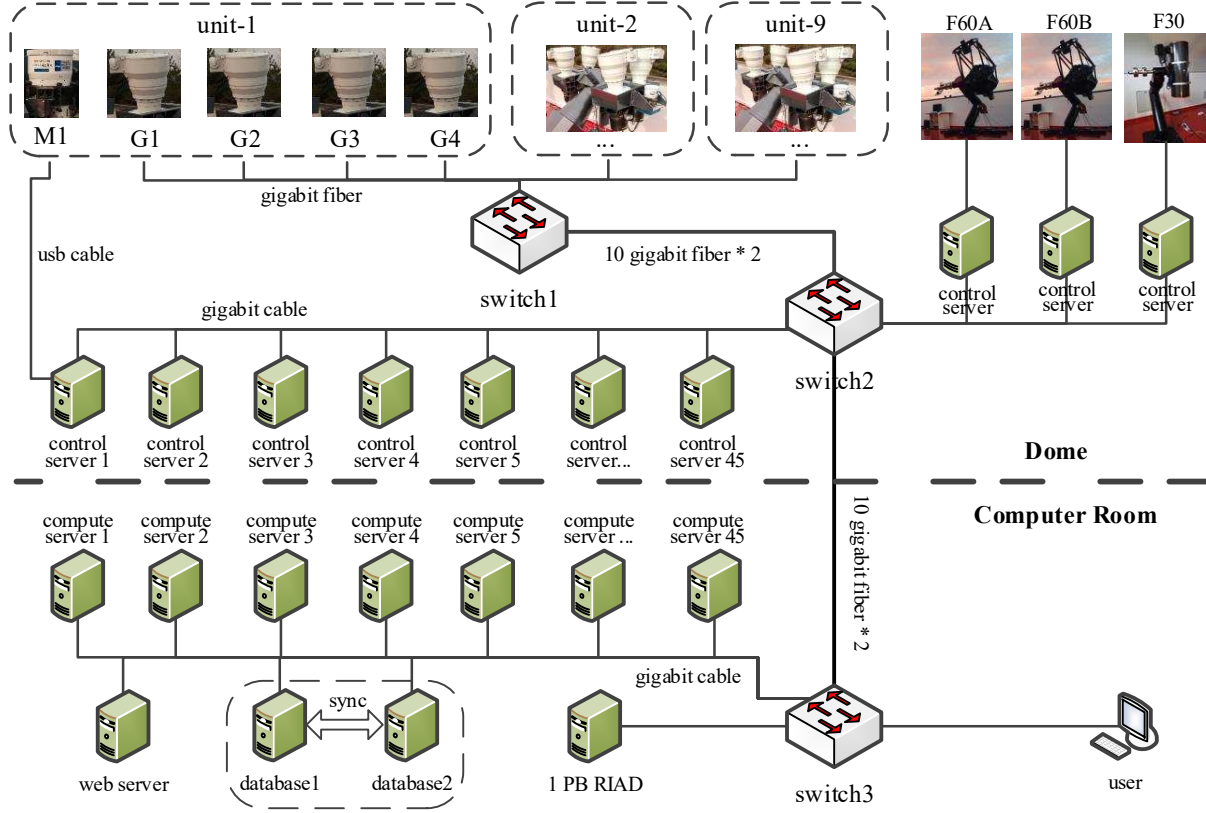 unit-1
unit-2
unit-9
F60A
F60B
F30
M1
G1
G2
G3
G4
...
...
gigabit fiber
usb cable
10 gigabit fiber * 2
switch1
control
server
control
server
control
server
gigabit cable
switch2
control
server 1
control
server 2
control
server 3
control
server 4
control
server 5
control
server...
control
server 45
Dome
Computer Room
compute
server 1
compute
server 2
compute
server 3
compute
server 4
compute
server 5
compute
server ...
compute
server 45
10 gigabit fiber * 2
gigabit cable
sync
web server
database1
database2
1 PB RIAD
switch3
user